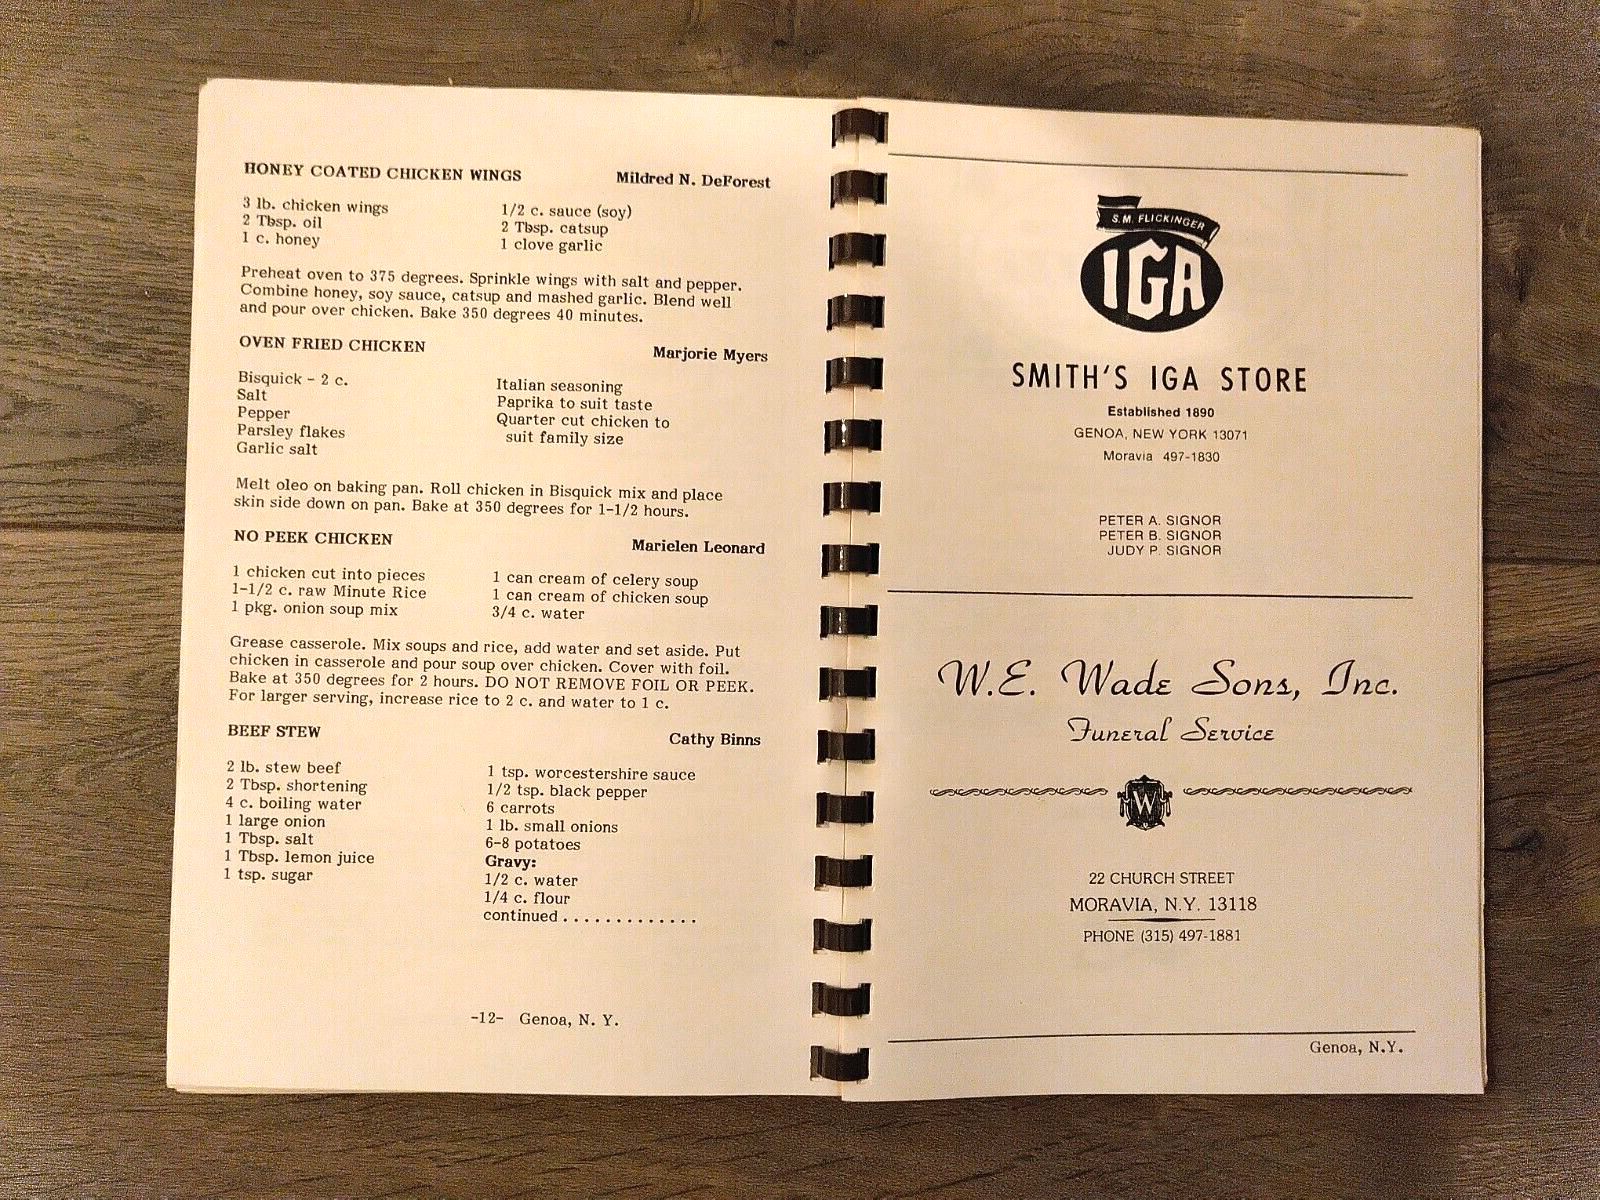 HONEY COATED CHICKEN WINGS Mildred N. DeForest
3 lb. chicken wings
2 Tbsp. oil
1 c. honey
1/2 c. sauce (soy)
2 Tbsp. catsup
1 clove garlic
Preheat oven to 375 degrees. Sprinkle wings with salt and pepper.
Combine honey, soy sauce, catsup and mashed garlic. Blend well
and pour over chicken. Bake 350 degrees 40 minutes.
OVEN FRIED CHICKEN Marjorie Myers
Bisquick - 2 c.
Salt
Pepper
Parsley flakes
Garlic salt
Italian seasoning
Paprika to suit taste
Quarter cut chicken to
suit family size
Melt oleo on baking pan. Roll chicken in Bisquick mix and place
skin side down on pan. Bake at 350 degrees for 1-1/2 hours.
NO PEEK CHICKEN Marielen Leonard
1 chicken cut into pieces
1-1/2 c. raw Minute Rice
1 pkg. onion soup mix
1 can cream of celery soup
1 can cream of chicken soup
3/4 c. water
Grease casserole. Mix soups and rice, add water and set aside. Put
chicken in casserole and pour soup over chicken. Cover with foil.
Bake at 350 degrees for 2 hours. DO NOT REMOVE FOIL OR PEEK.
For larger serving, increase rice to 2 c. and water to 1 c.
BEEF STEW Cathy Binns
2 lb. stew beef
2 Tbsp. shortening
4 c. boiling water
1 large onion
1 Tbsp. salt
1 Tbsp. lemon juice
1 tsp. sugar
1 tsp. worcestershire sauce
1/2 tsp. black pepper
6 carrots
1 lb. small onions
6-8 potatoes
Gravy:
1/2 c. water
1/4 c. flour
continued . . . . . . . . . . . . .
-12- Genoa, N. Y.
S.M. FLICKINGER
IGA
SMITH'S IGA STORE
Established 1890
GENOA, NEW YORK 13071
Moravia 497-1830
PETER A. SIGNOR
PETER B. SIGNOR
JUDY P. SIGNOR
W.E. Wade Sons, Inc.
Funeral Service
W
22 CHURCH STREET
MORAVIA, N.Y. 13118
PHONE (315) 497-1881
Genoa, N.Y.